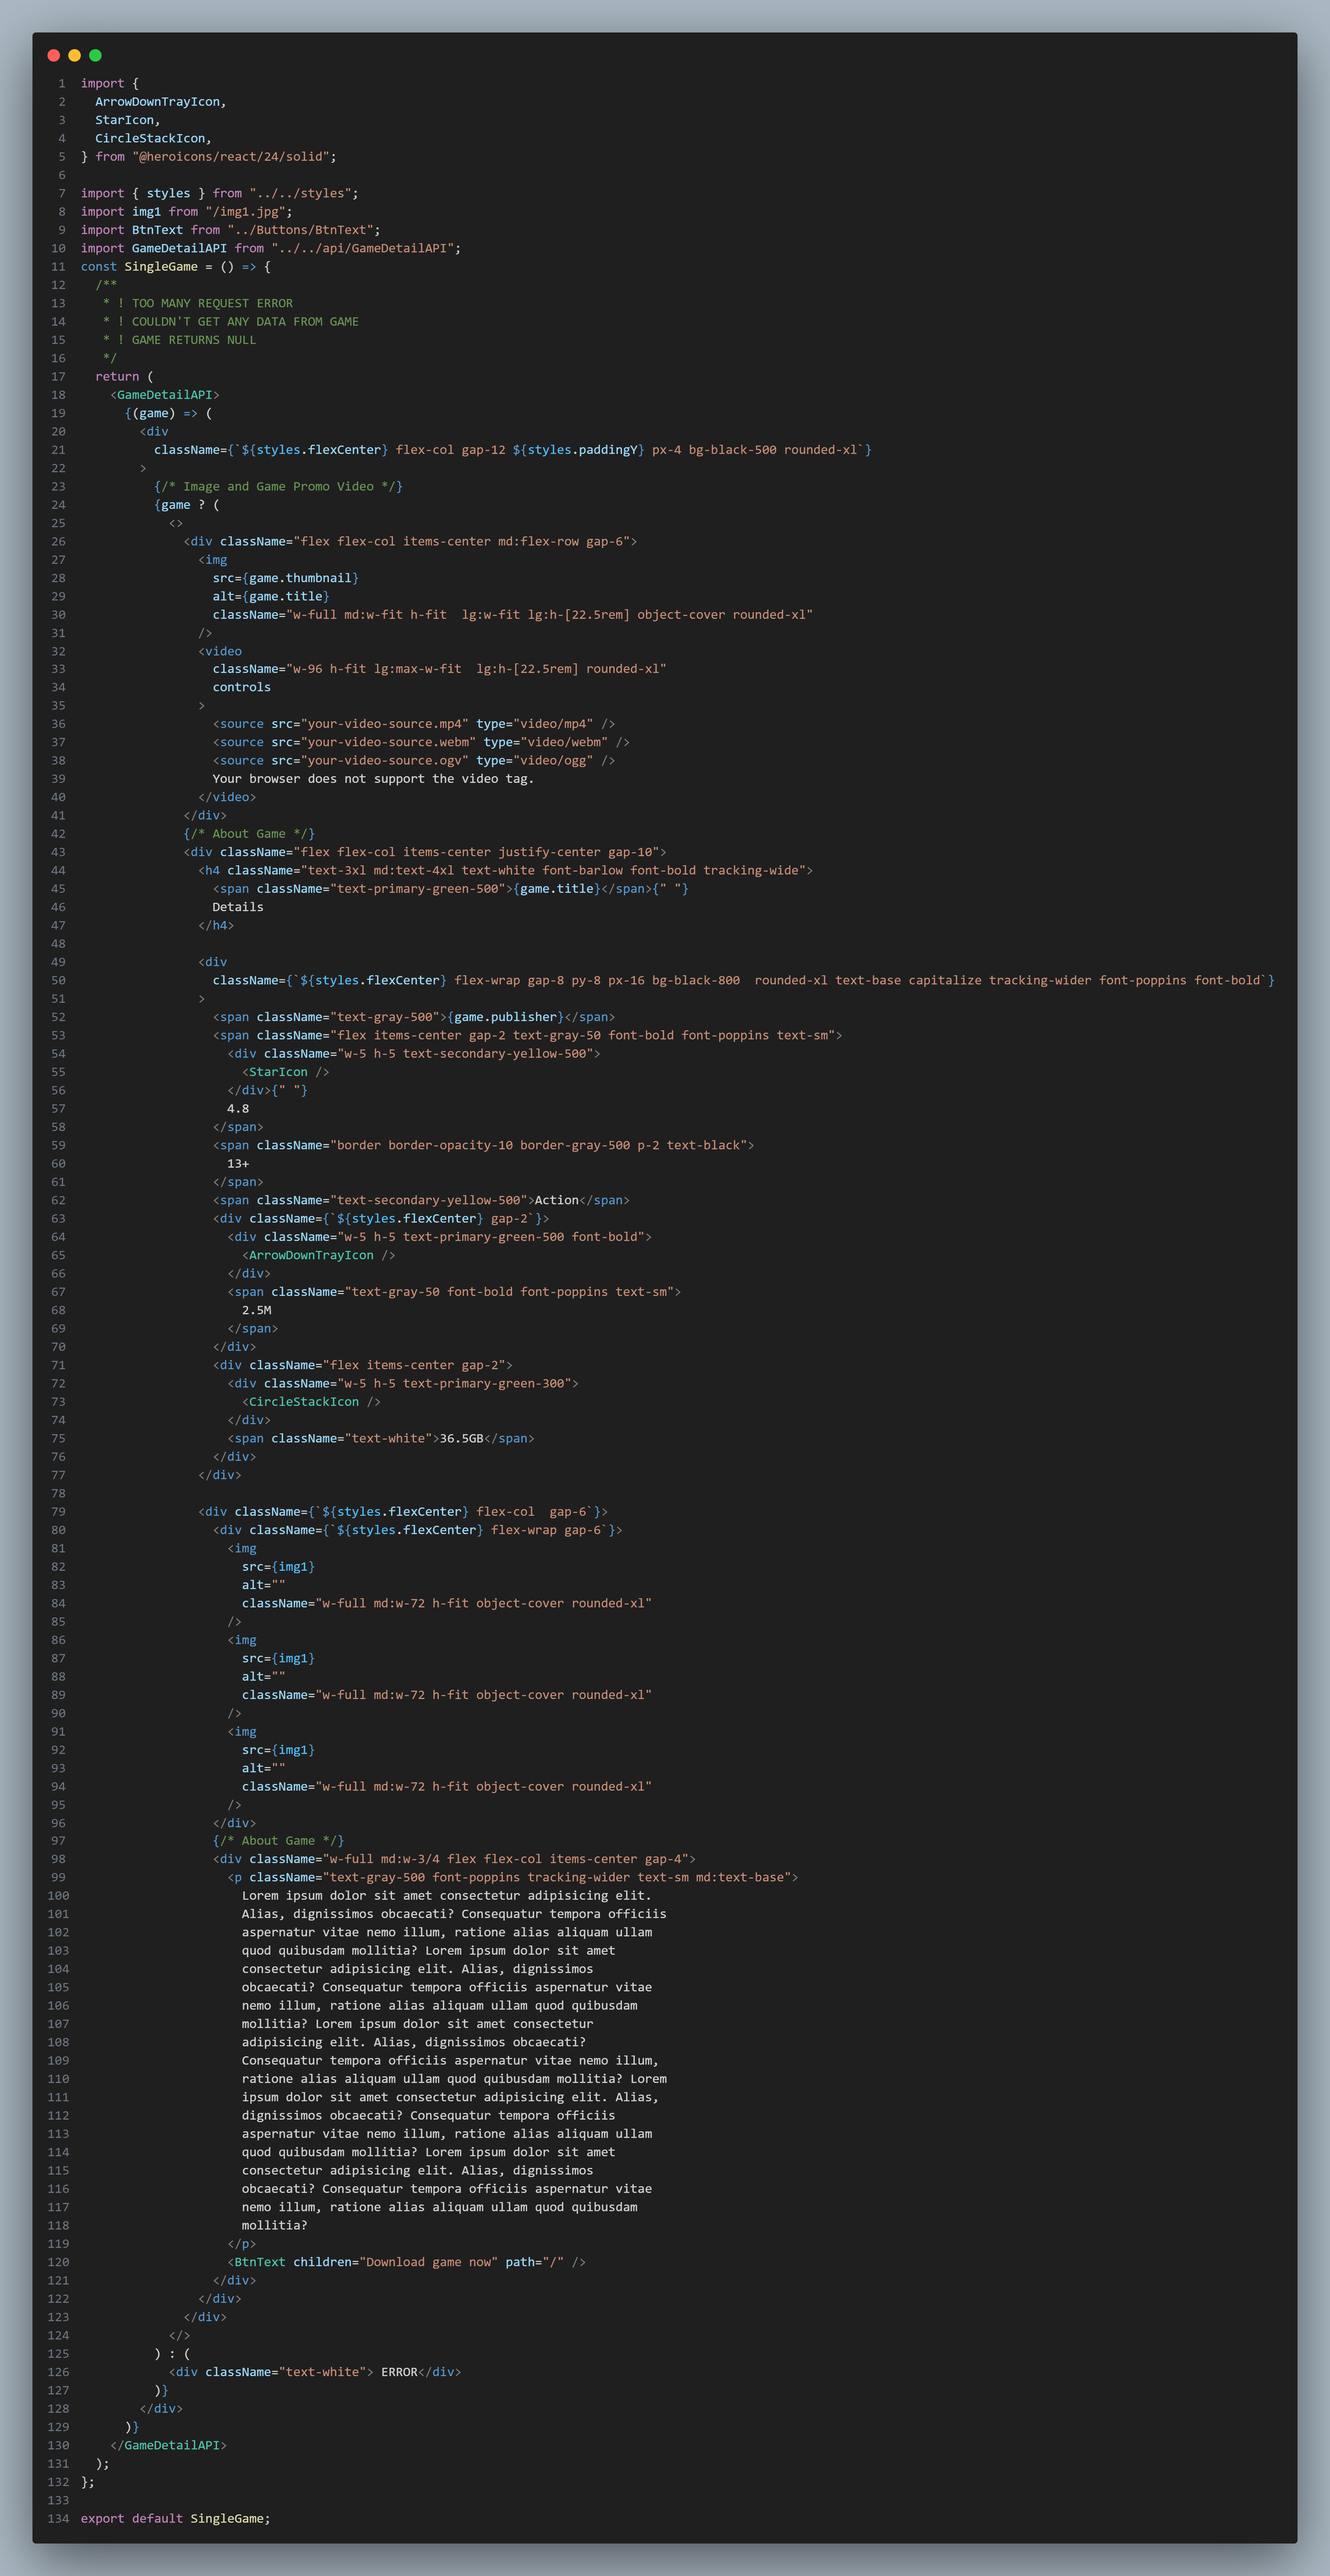 1 import {
2   ArrowDownTrayIcon,
3   StarIcon,
4   CircleStackIcon,
5 } from "@heroicons/react/24/solid";
6
7 import { styles } from "../../styles";
8 import img1 from "/img1.jpg";
9 import BtnText from "../Buttons/BtnText";
10 import GameDetailAPI from "../../api/GameDetailAPI";
11 const SingleGame = () => {
12   /**
13    * ! TOO MANY REQUEST ERROR
14    * ! COULDN'T GET ANY DATA FROM GAME
15    * ! GAME RETURNS NULL
16    */
17   return (
18     <GameDetailAPI>
19       {(game) => (
20         <div
21           className={`${styles.flexCenter} flex-col gap-12 ${styles.paddingY} px-4 bg-black-500 rounded-xl`}
22         >
23           {/* Image and Game Promo Video */}
24           {game ? (
25             <>
26               <div className="flex flex-col items-center md:flex-row gap-6">
27                 <img
28                   src={game.thumbnail}
29                   alt={game.title}
30                   className="w-full md:w-fit h-fit  lg:w-fit lg:h-[22.5rem] object-cover rounded-xl"
31                 />
32                 <video
33                   className="w-96 h-fit lg:max-w-fit  lg:h-[22.5rem] rounded-xl"
34                   controls
35                 >
36                   <source src="your-video-source.mp4" type="video/mp4" />
37                   <source src="your-video-source.webm" type="video/webm" />
38                   <source src="your-video-source.ogv" type="video/ogg" />
39                   Your browser does not support the video tag.
40                 </video>
41               </div>
42               {/* About Game */}
43               <div className="flex flex-col items-center justify-center gap-10">
44                 <h4 className="text-3xl md:text-4xl text-white font-barlow font-bold tracking-wide">
45                   <span className="text-primary-green-500">{game.title}</span>{" "}
46                   Details
47                 </h4>
48
49                 <div
50                   className={`${styles.flexCenter} flex-wrap gap-8 py-8 px-16 bg-black-800  rounded-xl text-base capitalize tracking-wider font-poppins font-bold`}
51                 >
52                   <span className="text-gray-500">{game.publisher}</span>
53                   <span className="flex items-center gap-2 text-gray-50 font-bold font-poppins text-sm">
54                     <div className="w-5 h-5 text-secondary-yellow-500">
55                       <StarIcon />
56                     </div>{" "}
57                     4.8
58                   </span>
59                   <span className="border border-opacity-10 border-gray-500 p-2 text-black">
60                     13+
61                   </span>
62                   <span className="text-secondary-yellow-500">Action</span>
63                   <div className={`${styles.flexCenter} gap-2`}>
64                     <div className="w-5 h-5 text-primary-green-500 font-bold">
65                       <ArrowDownTrayIcon />
66                     </div>
67                     <span className="text-gray-50 font-bold font-poppins text-sm">
68                       2.5M
69                     </span>
70                   </div>
71                   <div className="flex items-center gap-2">
72                     <div className="w-5 h-5 text-primary-green-300">
73                       <CircleStackIcon />
74                     </div>
75                     <span className="text-white">36.5GB</span>
76                   </div>
77                 </div>
78
79                 <div className={`${styles.flexCenter} flex-col  gap-6`}>
80                   <div className={`${styles.flexCenter} flex-wrap gap-6`}>
81                     <img
82                       src={img1}
83                       alt=""
84                       className="w-full md:w-72 h-fit object-cover rounded-xl"
85                     />
86                     <img
87                       src={img1}
88                       alt=""
89                       className="w-full md:w-72 h-fit object-cover rounded-xl"
90                     />
91                     <img
92                       src={img1}
93                       alt=""
94                       className="w-full md:w-72 h-fit object-cover rounded-xl"
95                     />
96                   </div>
97                   {/* About Game */}
98                   <div className="w-full md:w-3/4 flex flex-col items-center gap-4">
99                     <p className="text-gray-500 font-poppins tracking-wider text-sm md:text-base">
100                       Lorem ipsum dolor sit amet consectetur adipisicing elit.
101                       Alias, dignissimos obcaecati? Consequatur tempora officiis
102                       aspernatur vitae nemo illum, ratione alias aliquam ullam
103                       quod quibusdam mollitia? Lorem ipsum dolor sit amet
104                       consectetur adipisicing elit. Alias, dignissimos
105                       obcaecati? Consequatur tempora officiis aspernatur vitae
106                       nemo illum, ratione alias aliquam ullam quod quibusdam
107                       mollitia? Lorem ipsum dolor sit amet consectetur
108                       adipisicing elit. Alias, dignissimos obcaecati?
109                       Consequatur tempora officiis aspernatur vitae nemo illum,
110                       ratione alias aliquam ullam quod quibusdam mollitia? Lorem
111                       ipsum dolor sit amet consectetur adipisicing elit. Alias,
112                       dignissimos obcaecati? Consequatur tempora officiis
113                       aspernatur vitae nemo illum, ratione alias aliquam ullam
114                       quod quibusdam mollitia? Lorem ipsum dolor sit amet
115                       consectetur adipisicing elit. Alias, dignissimos
116                       obcaecati? Consequatur tempora officiis aspernatur vitae
117                       nemo illum, ratione alias aliquam ullam quod quibusdam
118                       mollitia?
119                     </p>
120                     <BtnText children="Download game now" path="/" />
121                   </div>
122                 </div>
123               </div>
124             </>
125           ) : (
126             <div className="text-white"> ERROR</div>
127           )}
128         </div>
129       )}
130     </GameDetailAPI>
131   );
132 };
133
134 export default SingleGame;